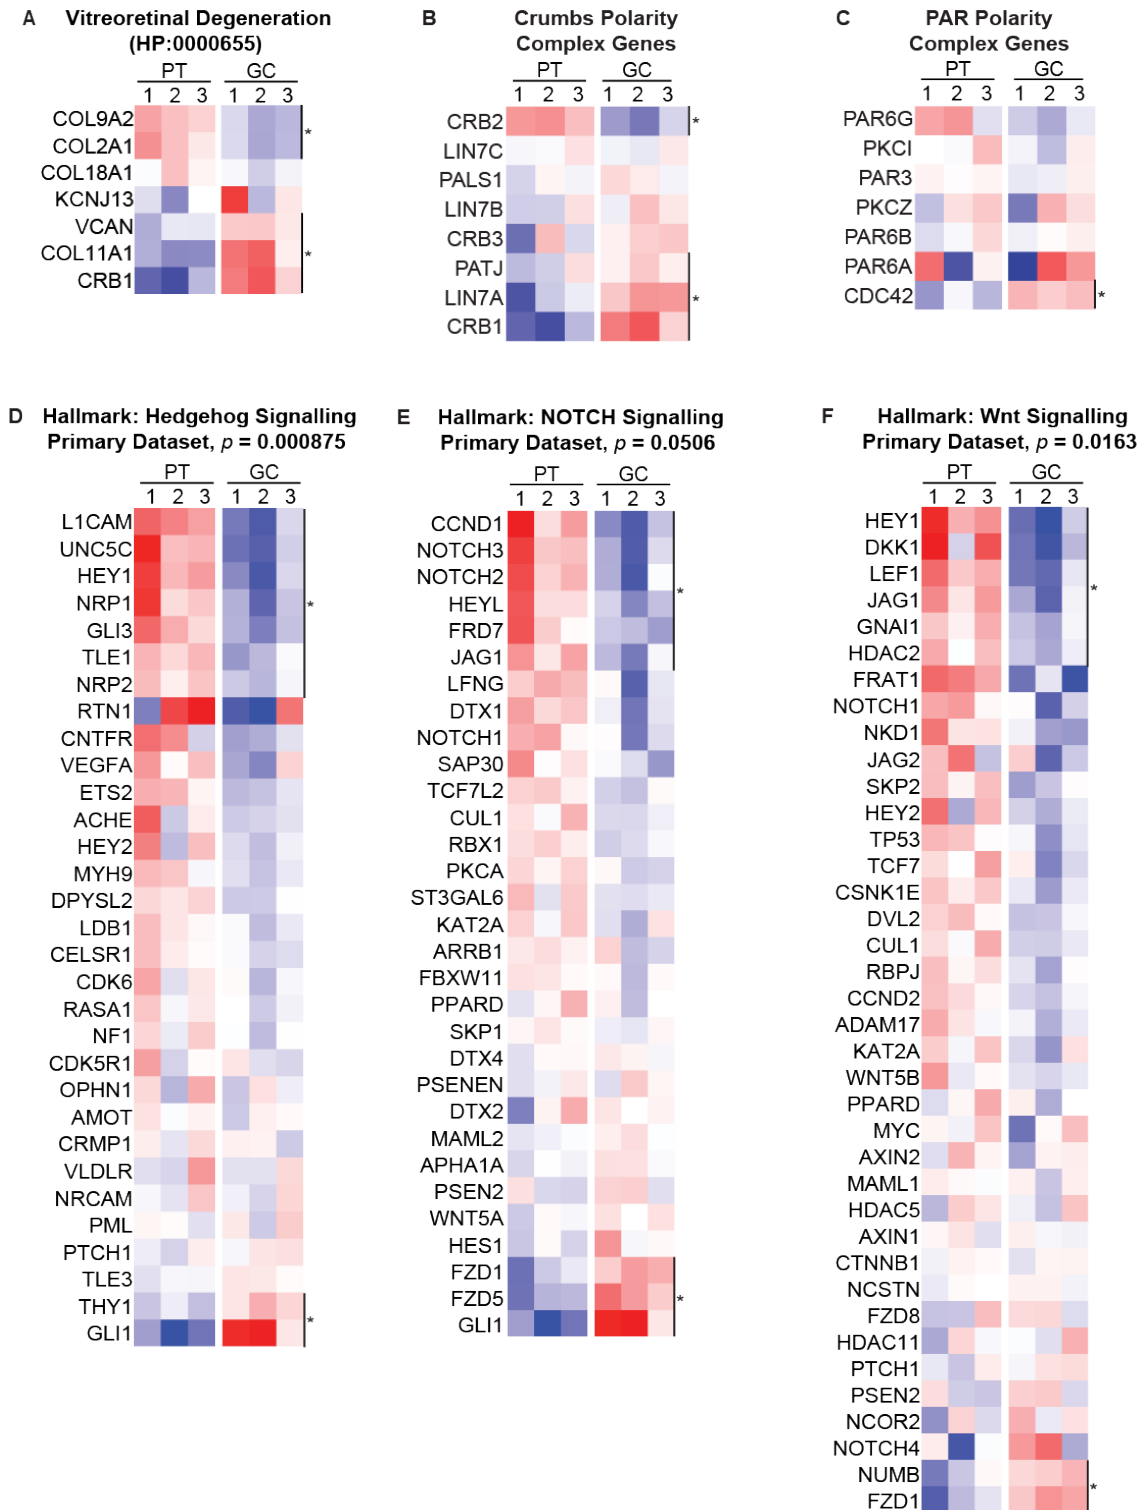 A Vitreoretinal Degeneration
(HP:0000655)
PT GC
1 2 3 1 2 3
COL9A2
COL2A1
*
COL18A1
KCNJ13
VCAN
COL11A1
*
CRB1
B Crumbs Polarity
Complex Genes
PT GC
1 2 3 1 2 3
CRB2
*
LIN7C
PALS1
LIN7B
CRB3
PATJ
LIN7A
*
CRB1
C PAR Polarity
Complex Genes
PT GC
1 2 3 1 2 3
PAR6G
PKCI
PAR3
PKCZ
PAR6B
PAR6A
CDC42
*
D Hallmark: Hedgehog Signalling
Primary Dataset, p = 0.000875
PT GC
1 2 3 1 2 3
L1CAM
UNC5C
HEY1
NRP1
*
GLI3
TLE1
NRP2
RTN1
CNTFR
VEGFA
ETS2
ACHE
HEY2
MYH9
DPYSL2
LDB1
CELSR1
CDK6
RASA1
NF1
CDK5R1
OPHN1
AMOT
CRMP1
VLDLR
NRCAM
PML
PTCH1
TLE3
THY1
*
GLI1
E Hallmark: NOTCH Signalling
Primary Dataset, p = 0.0506
PT GC
1 2 3 1 2 3
CCND1
NOTCH3
NOTCH2
*
HEYL
FRD7
JAG1
LFNG
DTX1
NOTCH1
SAP30
TCF7L2
CUL1
RBX1
PKCA
ST3GAL6
KAT2A
ARRB1
FBXW11
PPARD
SKP1
DTX4
PSENEN
DTX2
MAML2
APHA1A
PSEN2
WNT5A
HES1
FZD1
FZD5
*
GLI1
F Hallmark: Wnt Signalling
Primary Dataset, p = 0.0163
PT GC
1 2 3 1 2 3
HEY1
DKK1
LEF1
*
JAG1
GNAI1
HDAC2
FRAT1
NOTCH1
NKD1
JAG2
SKP2
HEY2
TP53
TCF7
CSNK1E
DVL2
CUL1
RBPJ
CCND2
ADAM17
KAT2A
WNT5B
PPARD
MYC
AXIN2
MAML1
HDAC5
AXIN1
CTNNB1
NCSTN
FZD8
HDAC11
PTCH1
PSEN2
NCOR2
NOTCH4
NUMB
*
FZD1